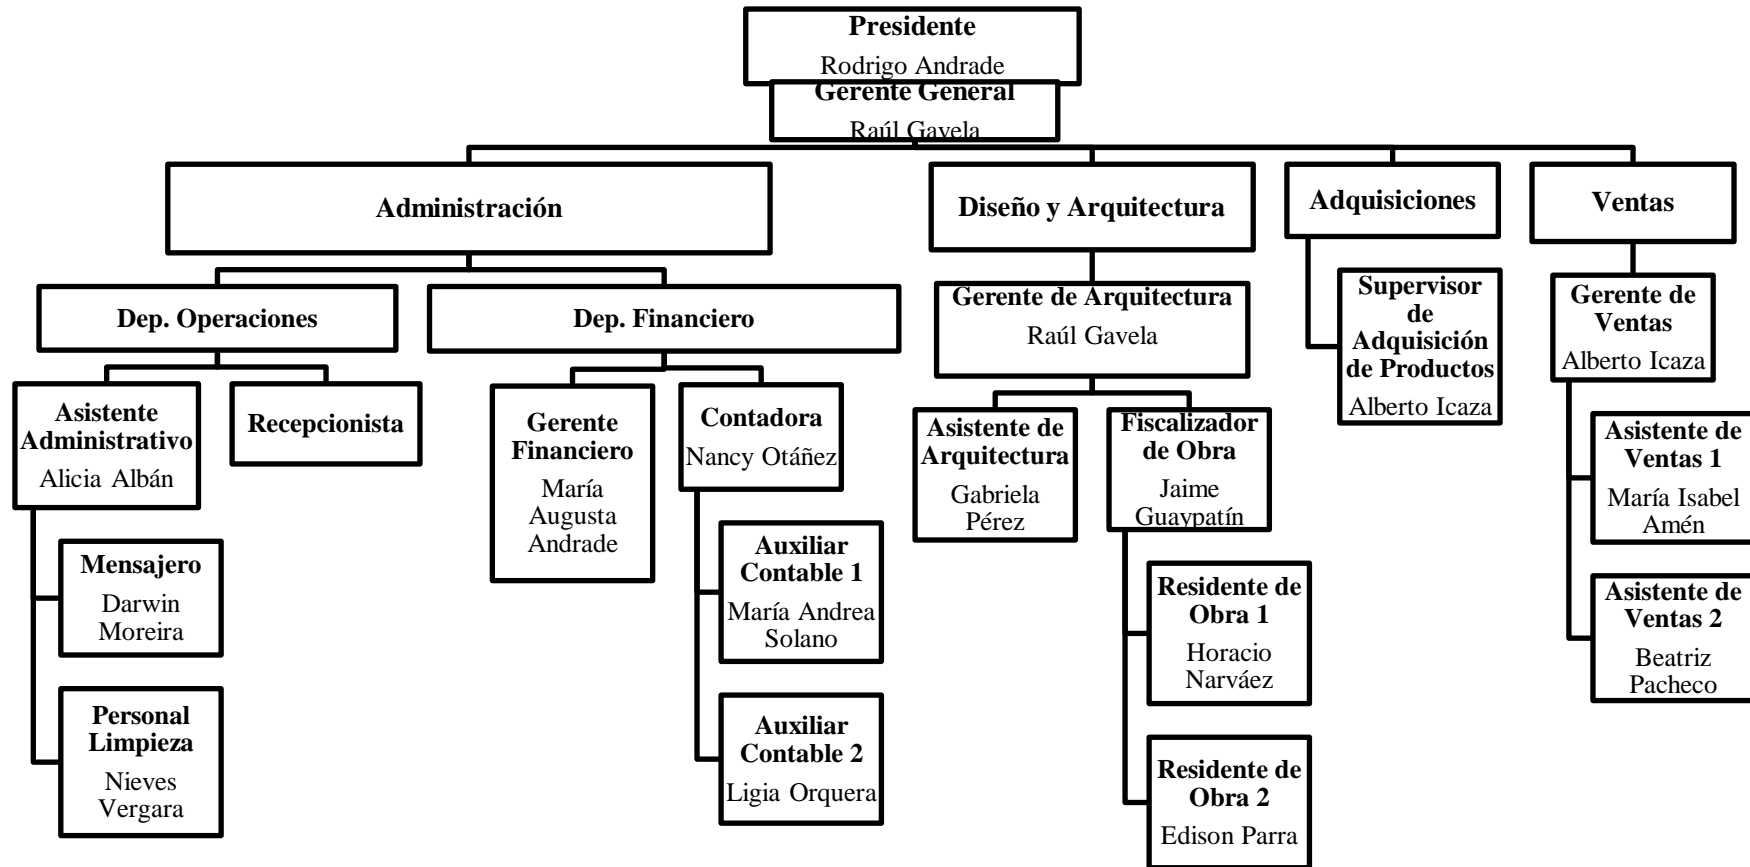 Presidente
Rodrigo Andrade
Gerente General
Raúl Gavela
Administración
Diseño y Arquitectura
Adquisiciones
Ventas
Dep. Operaciones
Dep. Financiero
Gerente de Arquitectura
Raúl Gavela
Supervisor
de
Adquisición
de Productos
Alberto Icaza
Gerente de
Ventas
Alberto Icaza
Asistente
Administrativo
Alicia Albán
Recepcionista
Gerente
Financiero
María
Augusta
Andrade
Contadora
Nancy Otáñez
Asistente de
Arquitectura
Gabriela
Pérez
Fiscalizador
de Obra
Jaime
Guaypatín
Asistente de
Ventas 1
María Isabel
Amén
Mensajero
Darwin
Moreira
Auxiliar
Contable 1
María Andrea
Solano
Residente de
Obra 1
Horacio
Narváez
Asistente de
Ventas 2
Beatriz
Pacheco
Personal
Limpieza
Nieves
Vergara
Auxiliar
Contable 2
Ligia Orquera
Residente de
Obra 2
Edison Parra